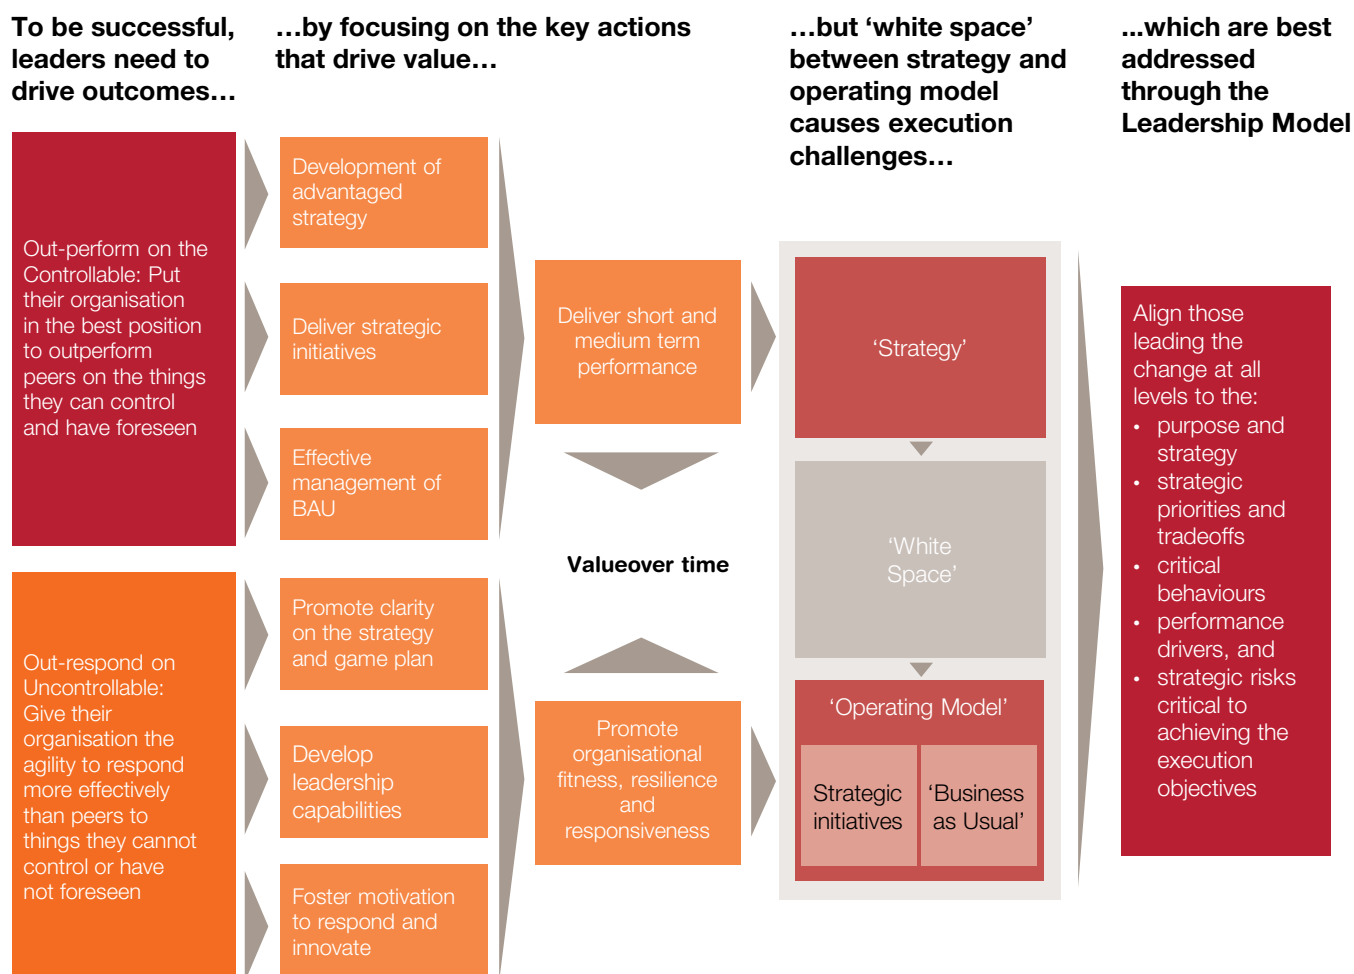 To be successful,
leaders need to
drive outcomes…
…by focusing on the key actions
that drive value…
…but ‘white space’
between strategy and
operating model
causes execution
challenges…
...which are best
addressed
through the
Leadership Model
Out-perform on the
Controllable: Put
their organisation
in the best position
to outperform
peers on the things
they can control
and have foreseen
Out-respond on
Uncontrollable:
Give their
organisation the
agility to respond
more effectively
than peers to
things they cannot
control or have
not foreseen
Development of
advantaged
strategy
Deliver strategic
initiatives
Effective
management of
BAU
Promote clarity
on the strategy
and game plan
Develop
leadership
capabilities
Foster motivation
to respond and
innovate
Deliver short and
medium term
performance
Valueover time
Promote
organisational
fitness, resilience
and
responsiveness
‘Strategy’
‘White
Space’
‘Operating Model’
Strategic
initiatives
‘Business
as Usual’
Align those
leading the
change at all
levels to the:
• purpose and
strategy
• strategic
priorities and
tradeoffs
• critical
behaviours
• performance
drivers, and
• strategic risks
critical to
achieving the
execution
objectives